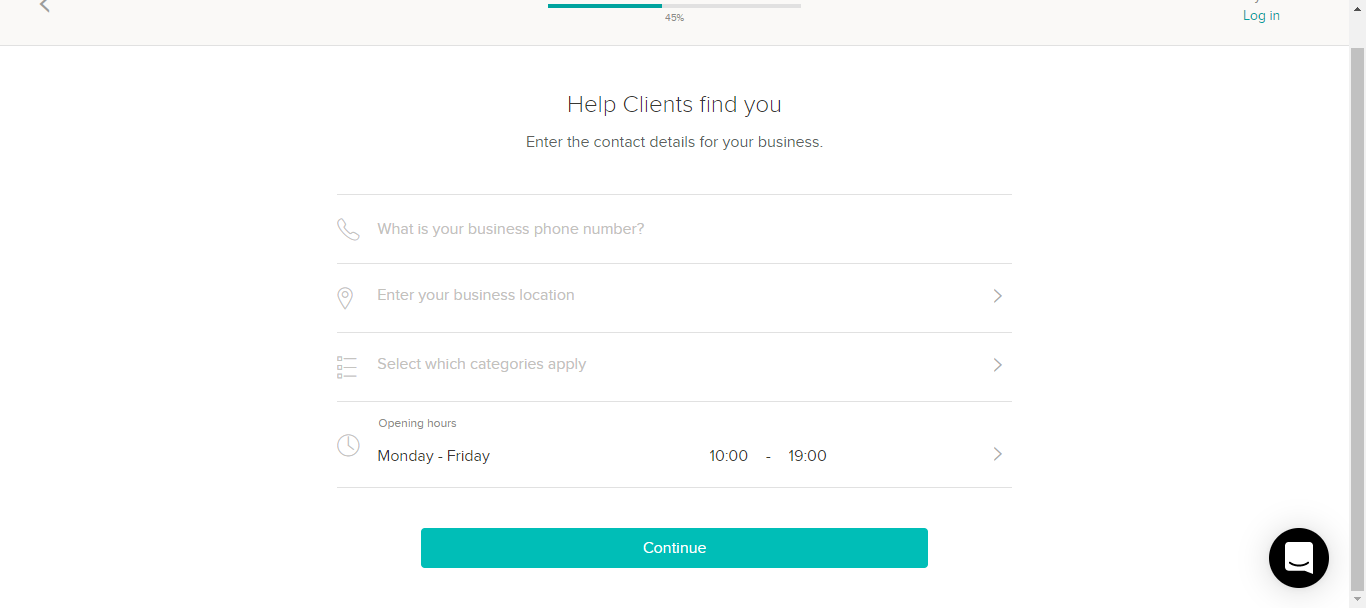 45%
Log in
Help Clients find you
Enter the contact details for your business.
What is your business phone number?
Enter your business location
Select which categories apply
Opening hours
Monday - Friday 10:00 - 19:00
Continue